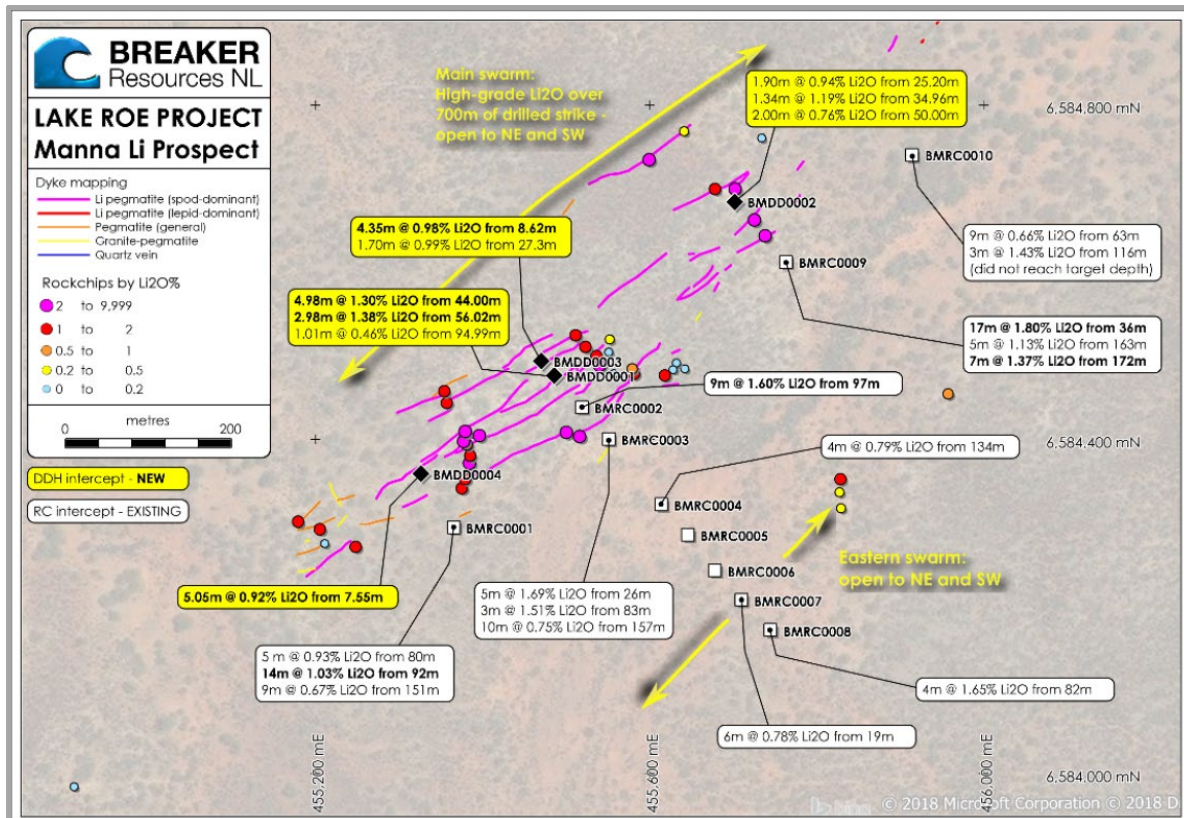 BREAKER
Resources NL
LAKE ROE PROJECT
Manna Li Prospect
Dyke mapping
Li pegmatite (spod-dominant)
Li pegmatite (lepid-dominant)
Pegmatite (general)
Granite-pegmatite
Quartz vein
Rockchips by Li2O%
2 to 9,999
1 to 2
0.5 to 1
0.2 to 0.5
0 to 0.2
metres
0 200
DDH intercept - NEW
RC intercept - EXISTING
Main swarm:
High-grade Li2O over
700m of drilled strike -
open to NE and SW
1.90m @ 0.94% Li2O from 25.20m
1.34m @ 1.19% Li2O from 34.96m
2.00m @ 0.76% Li2O from 50.00m
6,584,800 mN
BMRC0010
BMDD0002
9m @ 0.66% Li2O from 63m
3m @ 1.43% Li2O from 116m
(did not reach target depth)
BMRC0009
4.35m @ 0.98% Li2O from 8.62m
1.70m @ 0.99% Li2O from 27.3m
4.98m @ 1.30% Li2O from 44.00m
2.98m @ 1.38% Li2O from 56.02m
1.01m @ 0.46% Li2O from 94.99m
17m @ 1.80% Li2O from 36m
5m @ 1.13% Li2O from 163m
7m @ 1.37% Li2O from 172m
BMDD0003
BMDD0001
9m @ 1.60% Li2O from 97m
BMRC0002
BMRC0003
6,584,400 mN
4m @ 0.79% Li2O from 134m
BMDD0004
BMRC0004
BMRC0001
BMRC0005
Eastern swarm:
open to NE and SW
BMRC0006
5.05m @ 0.92% Li2O from 7.55m
5m @ 1.69% Li2O from 26m
3m @ 1.51% Li2O from 83m
10m @ 0.75% Li2O from 157m
BMRC0007
BMRC0008
5 m @ 0.93% Li2O from 80m
14m @ 1.03% Li2O from 92m
9m @ 0.67% Li2O from 151m
4m @ 1.65% Li2O from 82m
6m @ 0.78% Li2O from 19m
455,200 mE
455,600 mE
456,000 mE
6,584,000 mN
bing © 2018 Microsoft Corporation © 2018 D